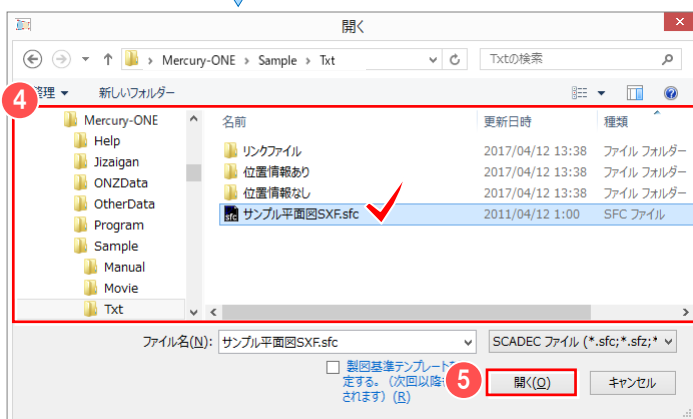 開く
Mercury-ONE › Sample › Txt
Txtの検索
理 ▼ 新しいフォルダー
4
Mercury-ONE
Help
Jizaigan
ONZData
OtherData
Program
Sample
Manual
Movie
Txt
名前 更新日時 種類
リンクファイル 2017/04/12 13:38 ファイル フォルダー
位置情報あり 2017/04/12 13:38 ファイル フォルダー
位置情報なし 2017/04/12 13:38 ファイル フォルダー
サンプル平面図SXF.sfc 2011/04/12 1:00 SFC ファイル
ファイル名(N): サンプル平面図SXF.sfc SCADEC ファイル (*.sfc;*.sfz;*
製図基準テンプレートを
定する。（次回以降
されます）(R)
5
開く(O) キャンセル